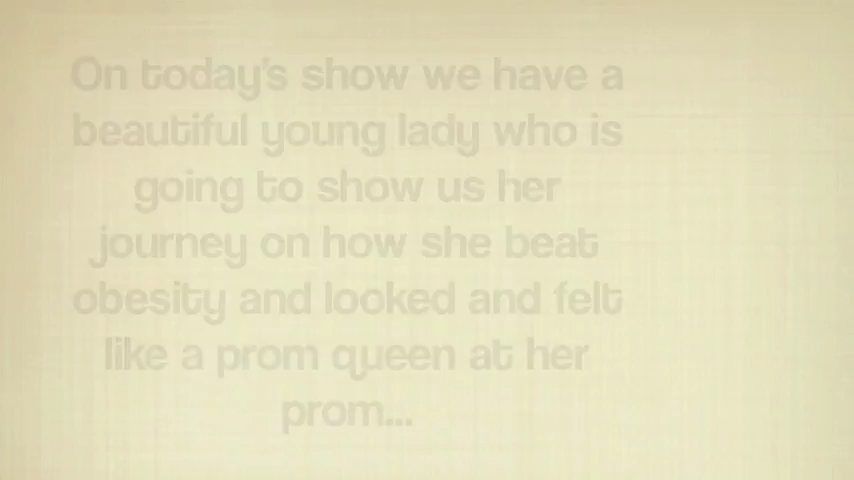 On today's show we have a
beautiful young lady who is
going to show us her
journey on how she beat
obesity and looked and felt
like a prom queen at her
prom...